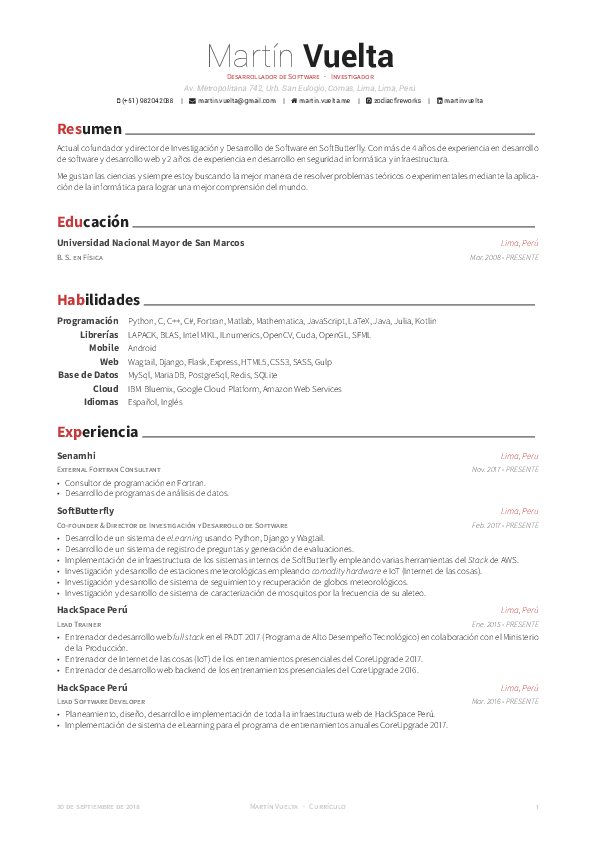 Martín Vuelta
Desarrollador de Software · Investigador
Av. Metropolitana 742, Urb. San Eulogio, Comas, Lima, Lima, Perú
(+51) 982042088 | martin.vuelta@gmail.com | martin.vuelta.me | zodiacfireworks | martinvuelta
Resumen
Actual cofundador y director de Investigación y Desarrollo de Software en SoftButterfly. Con más de 4 años de experiencia en desarrollo
de software y desarrollo web y 2 años de experiencia en desarrollo en seguridad informática y infraestructura.
Me gustan las ciencias y siempre estoy buscando la mejor manera de resolver problemas teóricos o experimentales mediante la aplica-
ción de la informática para lograr una mejor comprensión del mundo.
Educación
Universidad Nacional Mayor de San Marcos Lima, Perú
B. S. en Física Mar. 2008 - PRESENTE
Habilidades
Programación Python, C, C++, C#, Fortran, Matlab, Mathematica, JavaScript, LaTeX, Java, Julia, Kotlin
Librerías LAPACK, BLAS, Intel MKL, ILnumerics, OpenCV, Cuda, OpenGL, SFML
Mobile Android
Web Wagtail, Django, Flask, Express, HTML5, CSS3, SASS, Gulp
Base de Datos MySql, MariaDB, PostgreSql, Redis, SQLite
Cloud IBM Bluemix, Google Cloud Platform, Amazon Web Services
Idiomas Español, Inglés
Experiencia
Senamhi Lima, Peru
External Fortran Consultant Nov. 2017 - PRESENTE
• Consultor de programación en Fortran.
• Desarrollo de programas de análisis de datos.
SoftButterfly Lima, Perú
Co-founder & Director de Investigación y Desarrollo de Software Feb. 2017 - PRESENTE
• Desarrollo de un sistema de eLearning usando Python, Django y Wagtail.
• Desarrollo de un sistema de registro de preguntas y generación de evaluaciones.
• Implementación de infraestructura de los sistemas internos de SoftButterfly empleando varias herramientas del Stack de AWS.
• Investigación y desarrollo de estaciones meteorológicas empleando comodity hardware e IoT (Internet de las cosas).
• Investigación y desarrollo de sistema de seguimiento y recuperación de globos meteorológicos.
• Investigación y desarrollo de sistema de caracterización de mosquitos por la frecuencia de su aleteo.
HackSpace Perú Lima, Perú
Lead Trainer Ene. 2015 - PRESENTE
• Entrenador de desarrollo web full stack en el PADT 2017 (Programa de Alto Desempeño Tecnológico) en colaboración con el Ministerio
de la Producción.
• Entrenador de Internet de las cosas (IoT) de los entrenamientos presenciales del CoreUpgrade 2017.
• Entrenador de desarrollo web backend de los entrenamientos presenciales del CoreUpgrade 2016.
HackSpace Perú Lima, Perú
Lead Software Developer Mar. 2016 - PRESENTE
• Planeamiento, diseño, desarrollo e implementación de toda la infraestructura web de HackSpace Perú.
• Implementación de sistema de eLearning para el programa de entrenamientos anuales CoreUpgrade 2017.
30 de septiembre de 2018 Martín Vuelta · Currículo 1